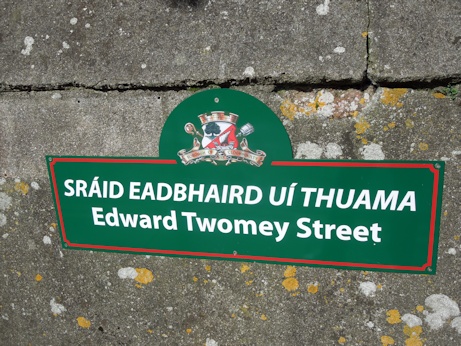 SRÁID EADBHAIRD UÍ THUAMA
Edward Twomey Street